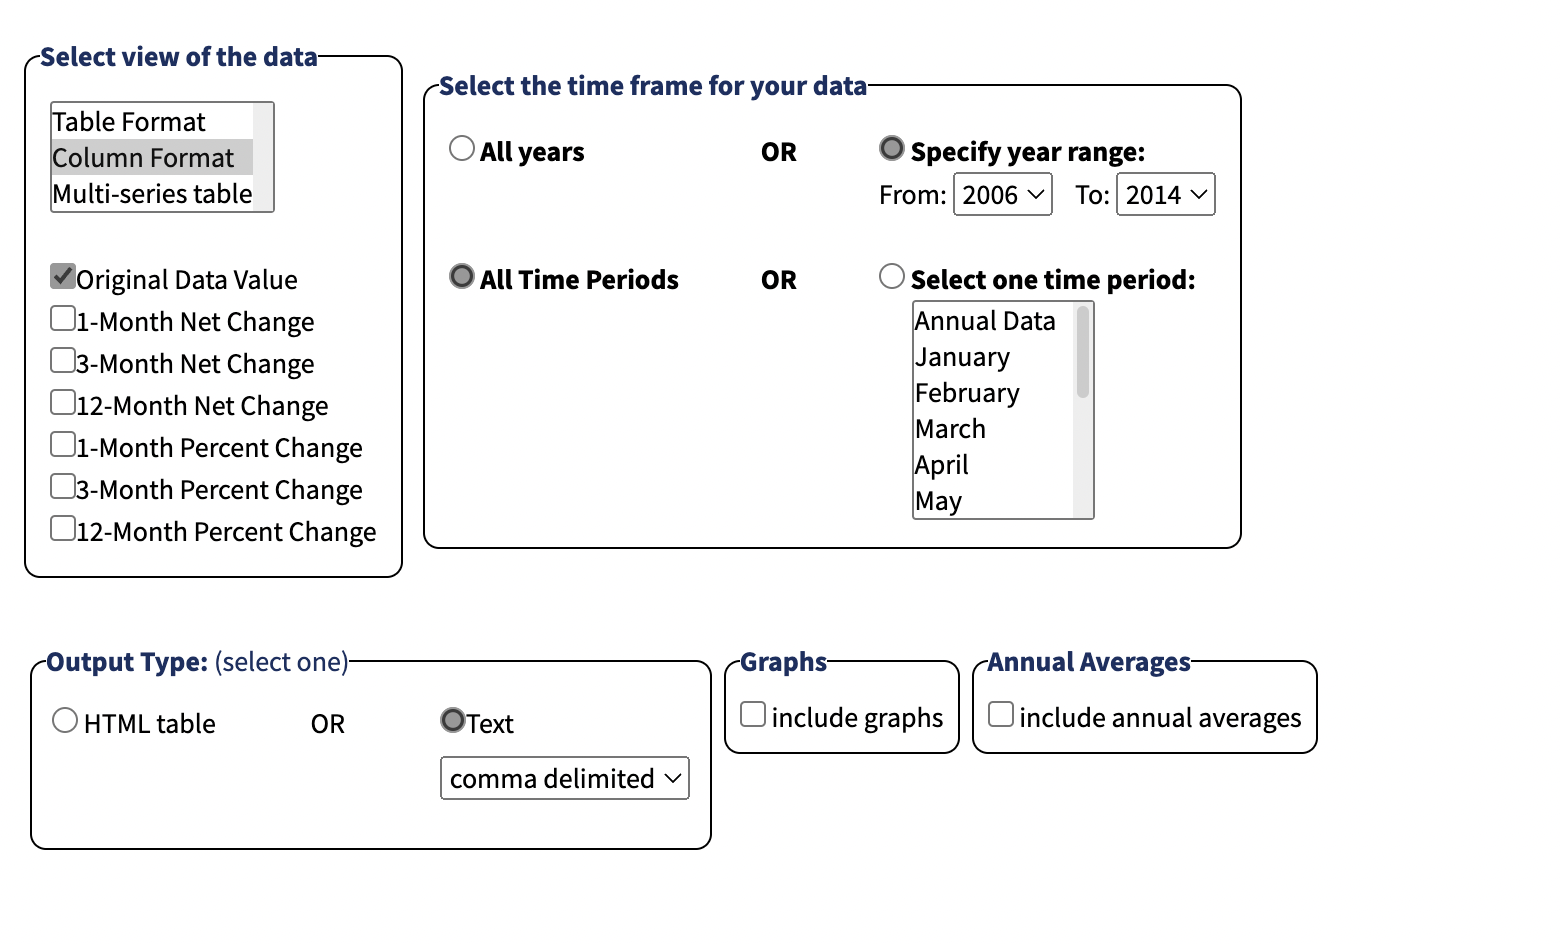 Select view of the data
Table Format
Column Format
Multi-series table
Original Data Value
1-Month Net Change
3-Month Net Change
12-Month Net Change
1-Month Percent Change
3-Month Percent Change
12-Month Percent Change
Select the time frame for your data
All years OR Specify year range:
From: 2006 To: 2014
All Time Periods OR Select one time period:
Annual Data
January
February
March
April
May
Output Type: (select one)
HTML table OR Text
comma delimited
Graphs
include graphs
Annual Averages
include annual averages